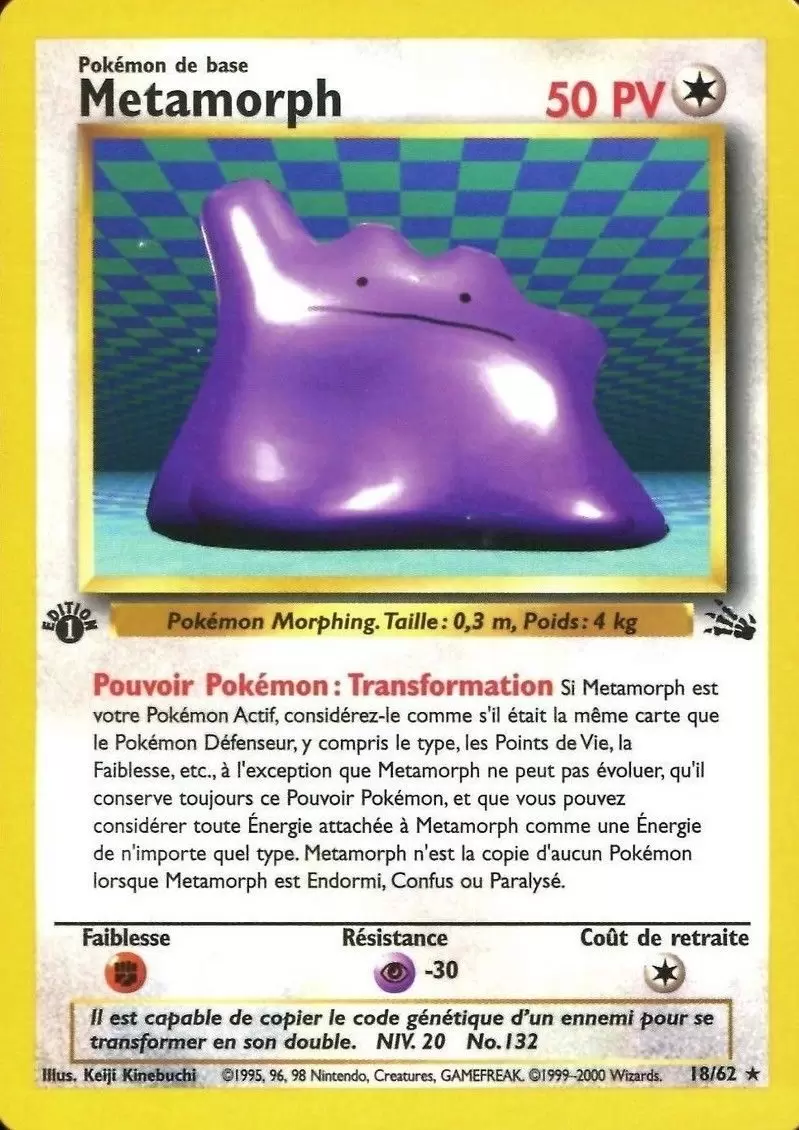 Pokémon de base
Metamorph
50 PV
EDITION
1
Pokémon Morphing. Taille: 0,3 m, Poids: 4 kg
Pouvoir Pokémon: Transformation Si Metamorph est
votre Pokémon Actif, considérez-le comme s'il était la même carte que
le Pokémon Défenseur, y compris le type, les Points de Vie, la
Faiblesse, etc., à l'exception que Metamorph ne peut pas évoluer, qu'il
conserve toujours ce Pouvoir Pokémon, et que vous pouvez
considérer toute Énergie attachée à Metamorph comme une Énergie
de n'importe quel type. Metamorph n'est la copie d'aucun Pokémon
lorsque Metamorph est Endormi, Confus ou Paralysé.
Faiblesse Résistance Coût de retraite
-30
Il est capable de copier le code génétique d'un ennemi pour se
transformer en son double. NIV. 20 No. 132
Illus. Keiji Kinebuchi ©1995, 96, 98 Nintendo, Creatures, GAMEFREAK. ©1999-2000 Wizards. 18/62 ★